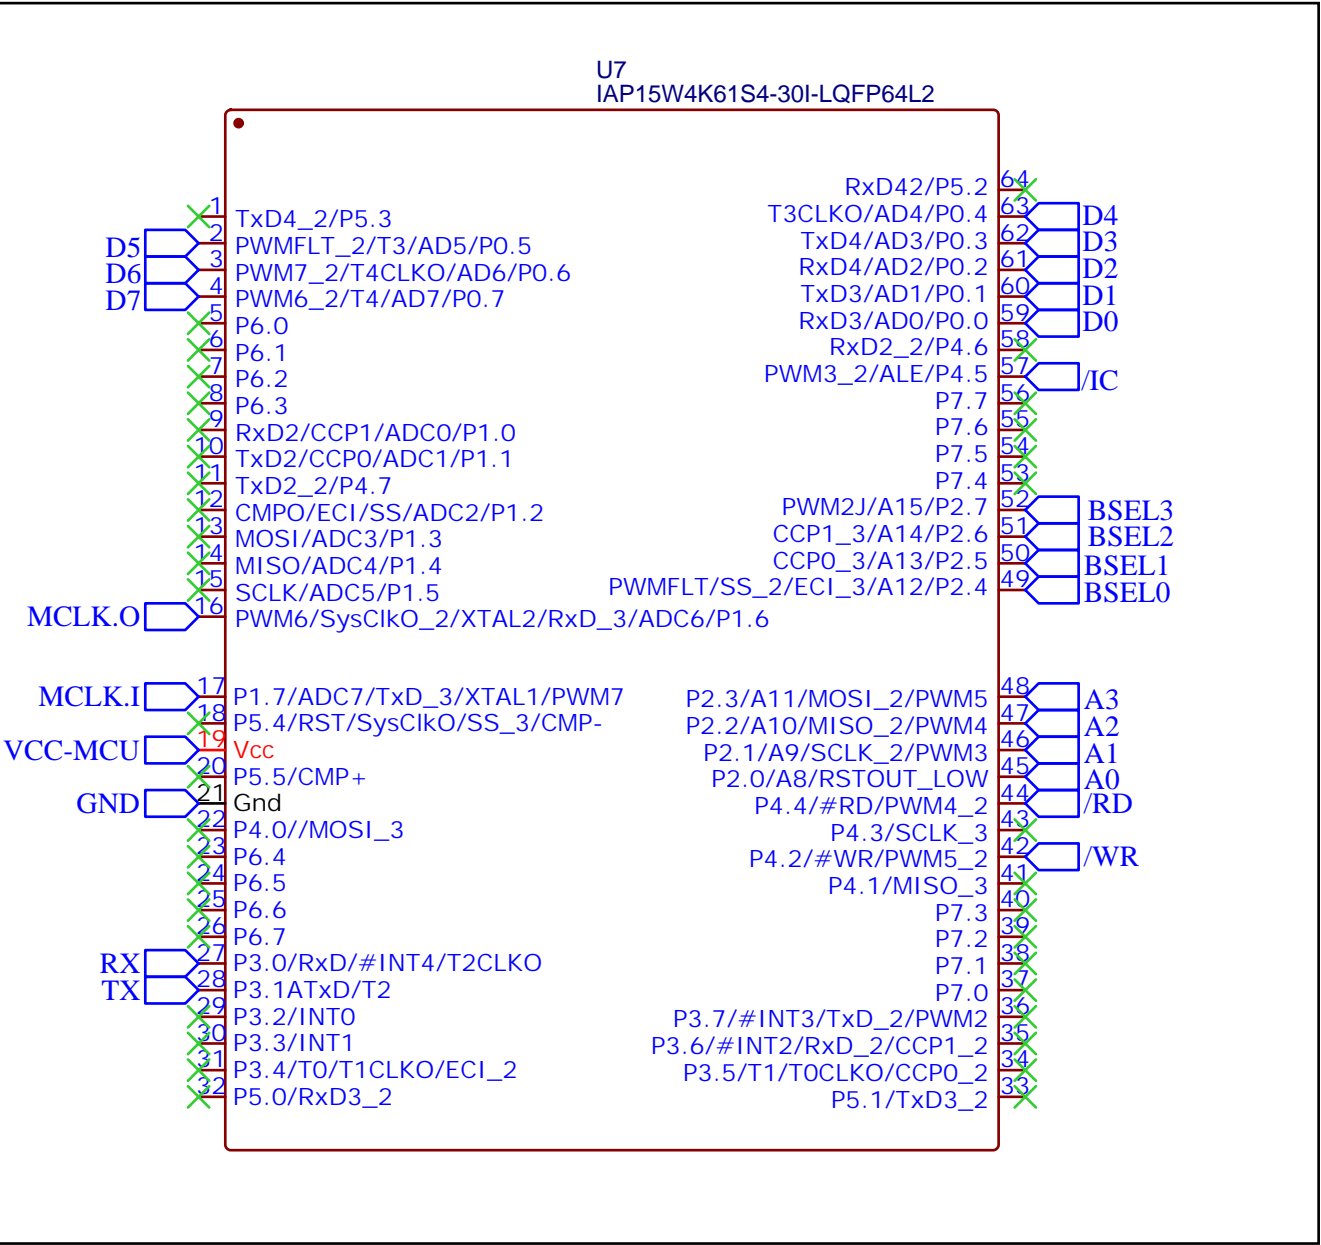 U7
IAP15W4K61S4-30I-LQFP64L2
1 TxD4_2/P5.3
D5 2 PWMFLT_2/T3/AD5/P0.5
D6 3 PWM7_2/T4CLKO/AD6/P0.6
D7 4 PWM6_2/T4/AD7/P0.7
5 P6.0
6 P6.1
7 P6.2
8 P6.3
9 RxD2/CCP1/ADC0/P1.0
10 TxD2/CCP0/ADC1/P1.1
11 TxD2_2/P4.7
12 CMPO/ECI/SS/ADC2/P1.2
13 MOSI/ADC3/P1.3
14 MISO/ADC4/P1.4
15 SCLK/ADC5/P1.5
MCLK.O 16 PWM6/SysClkO_2/XTAL2/RxD_3/ADC6/P1.6
MCLK.I 17 P1.7/ADC7/TxD_3/XTAL1/PWM7
18 P5.4/RST/SysClkO/SS_3/CMP-
VCC-MCU 19 Vcc
20 P5.5/CMP+
GND 21 Gnd
22 P4.0//MOSI_3
23 P6.4
24 P6.5
25 P6.6
26 P6.7
RX 27 P3.0/RxD/#INT4/T2CLKO
TX 28 P3.1ATxD/T2
29 P3.2/INT0
30 P3.3/INT1
31 P3.4/T0/T1CLKO/ECI_2
32 P5.0/RxD3_2
RxD42/P5.2 64
T3CLKO/AD4/P0.4 63 D4
TxD4/AD3/P0.3 62 D3
RxD4/AD2/P0.2 61 D2
TxD3/AD1/P0.1 60 D1
RxD3/AD0/P0.0 59 D0
RxD2_2/P4.6 58
PWM3_2/ALE/P4.5 57 /IC
P7.7 56
P7.6 55
P7.5 54
P7.4 53
PWM2J/A15/P2.7 52 BSEL3
CCP1_3/A14/P2.6 51 BSEL2
CCP0_3/A13/P2.5 50 BSEL1
PWMFLT/SS_2/ECI_3/A12/P2.4 49 BSEL0
P2.3/A11/MOSI_2/PWM5 48 A3
P2.2/A10/MISO_2/PWM4 47 A2
P2.1/A9/SCLK_2/PWM3 46 A1
P2.0/A8/RSTOUT_LOW 45 A0
P4.4/#RD/PWM4_2 44 /RD
P4.3/SCLK_3 43
P4.2/#WR/PWM5_2 42 /WR
P4.1/MISO_3 41
P7.3 40
P7.2 39
P7.1 38
P7.0 37
P3.7/#INT3/TxD_2/PWM2 36
P3.6/#INT2/RxD_2/CCP1_2 35
P3.5/T1/T0CLKO/CCP0_2 34
P5.1/TxD3_2 33